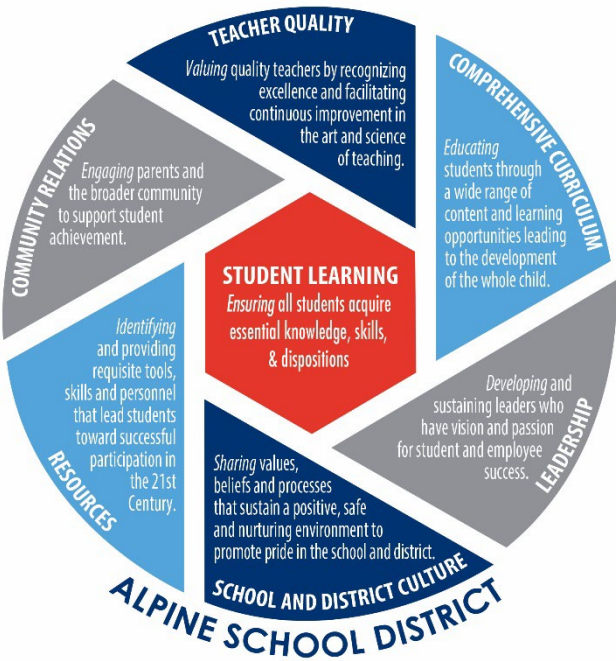 TEACHER QUALITY
Valuing quality teachers by recognizing
excellence and facilitating
continuous improvement in
the art and science
of teaching.
COMPREHENSIVE CURRICULUM
Educating
students through
a wide range of
content and learning
opportunities leading
to the development
of the whole child.
LEADERSHIP
Developing and
sustaining leaders who
have vision and passion
for student and employee
success.
SCHOOL AND DISTRICT CULTURE
Sharing values,
beliefs and processes
that sustain a positive, safe
and nurturing environment to
promote pride in the school and district.
RESOURCES
Identifying
and providing
requisite tools,
skills and personnel
that lead students
toward successful
participation in
the 21st
Century.
COMMUNITY RELATIONS
Engaging parents and
the broader community
to support student
achievement.
STUDENT LEARNING
Ensuring all students acquire
essential knowledge, skills,
& dispositions
ALPINE SCHOOL DISTRICT